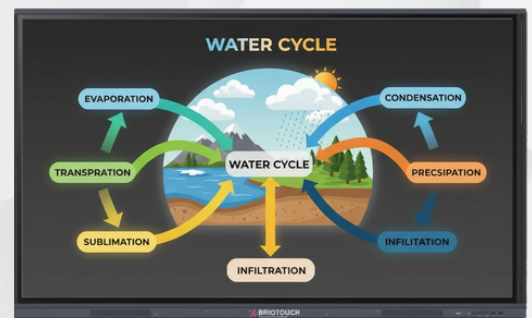 WATER CYCLE
EVAPORATION
CONDENSATION
TRANSPRATION
WATER CYCLE
PRECSIPATION
SUBLIMATION
INFILITATION
INFILTRATION
BRIOTOUCH